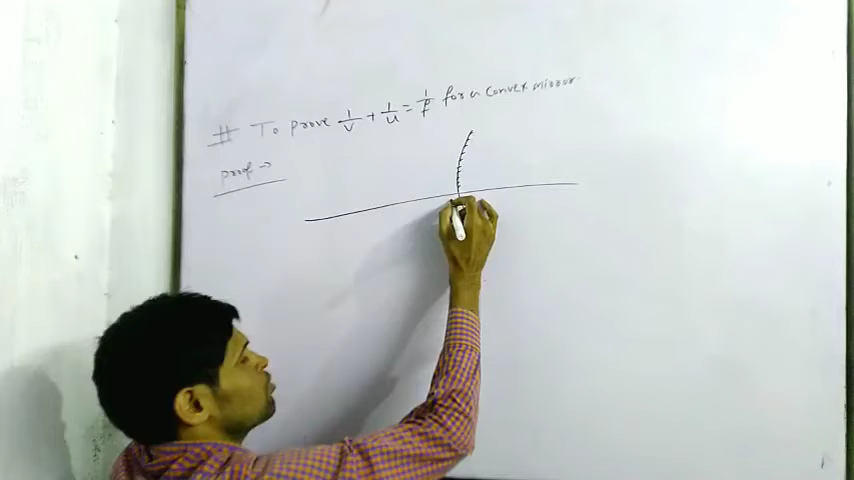 # To prove 1/v + 1/u = 1/f for a convex mirror.
proof →